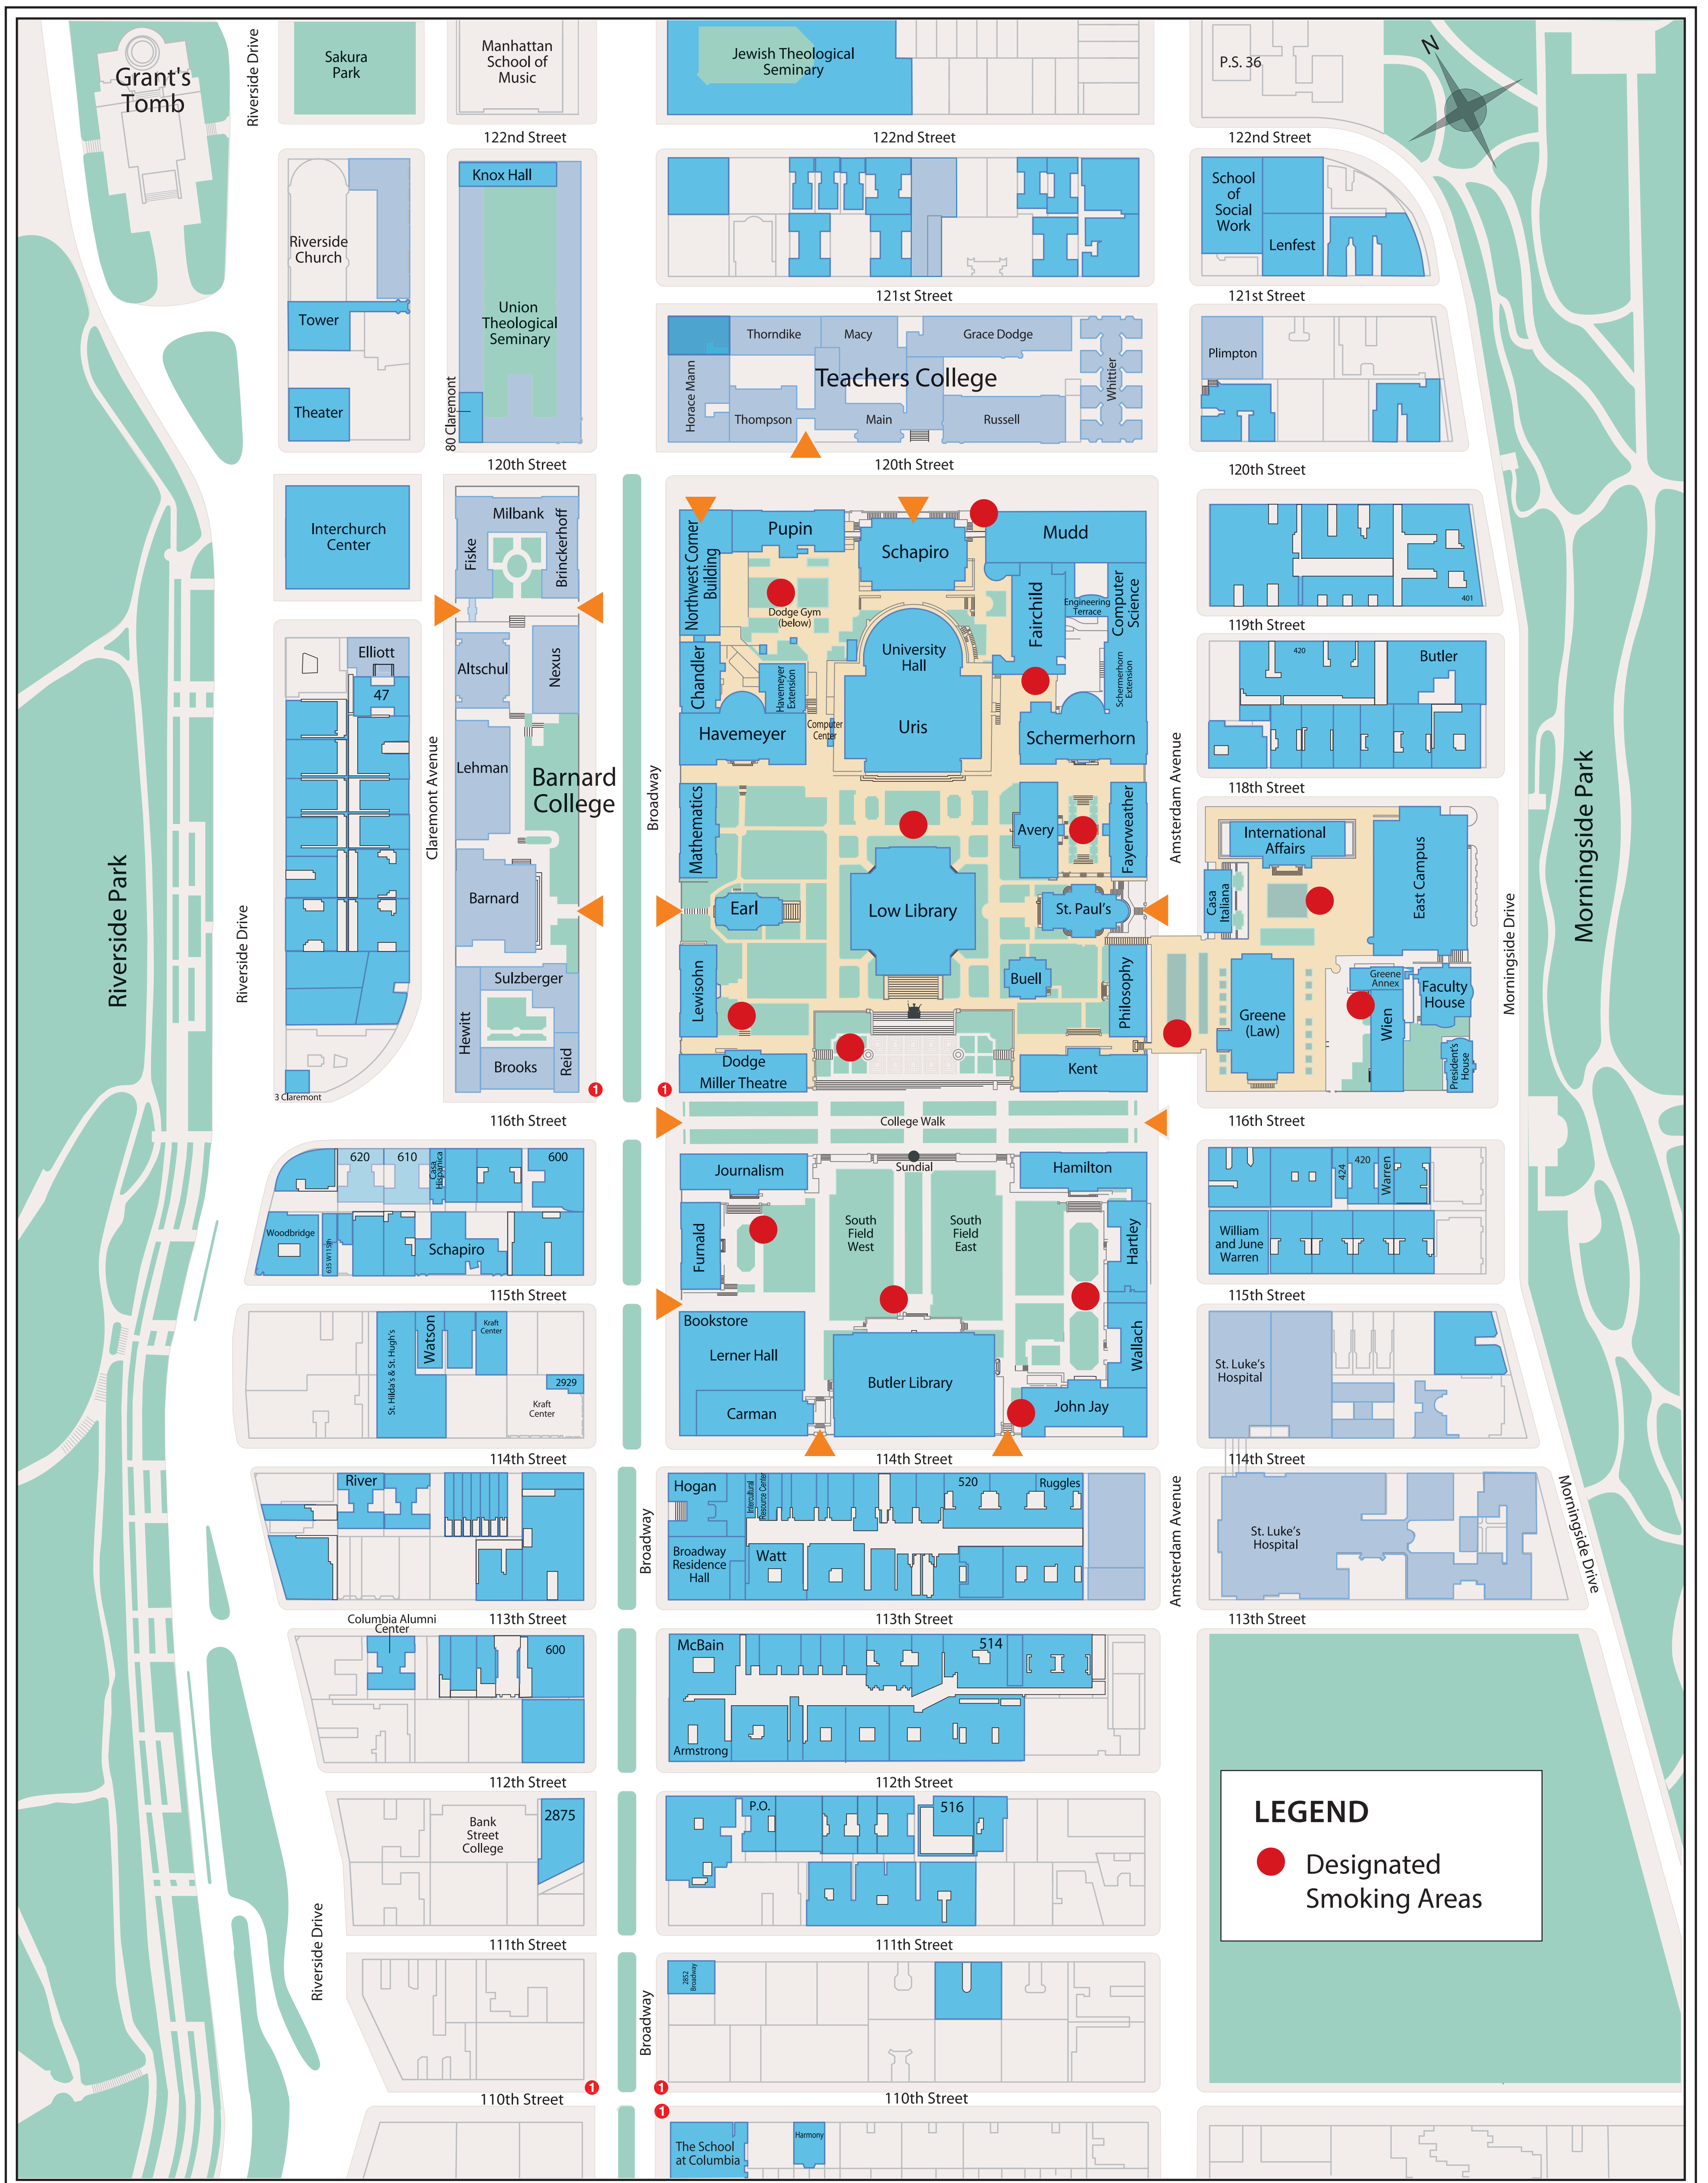 Grant's
Tomb
Riverside Drive
Sakura
Park
Manhattan
School of
Music
Jewish Theological
Seminary
P.S. 36
N
122nd Street
122nd Street
122nd Street
Knox Hall
Riverside
Church
Tower
Theater
Union
Theological
Seminary
80 Claremont
School
of
Social
Work
Lenfest
121st Street
121st Street
Thorndike
Macy
Grace Dodge
Horace Mann
Teachers College
Whittier
Thompson
Main
Russell
Plimpton
120th Street
120th Street
120th Street
Interchurch
Center
Milbank
Fiske
Brinckerhoff
Northwest Corner
Building
Pupin
Schapiro
Mudd
Dodge Gym
(below)
Fairchild
Engineering
Terrace
Computer
Science
401
119th Street
Elliott
47
Altschul
Nexus
Chandler
Havemeyer
Extension
University
Hall
Schermerhorn
Extension
420
Butler
Computer
Center
Havemeyer
Uris
Schermerhorn
Claremont Avenue
Lehman
Barnard
College
Broadway
Amsterdam Avenue
118th Street
Morningside Park
Mathematics
Avery
Fayerweather
International
Affairs
East Campus
Riverside Park
Riverside Drive
Barnard
Earl
Low Library
St. Paul's
Casa
Italiana
Morningside Drive
Sulzberger
Lewisohn
Buell
Philosophy
Greene
Annex
Faculty
House
Hewitt
Greene
(Law)
Wien
Brooks
Reid
Dodge
Miller Theatre
Kent
President's
House
1
1
3 Claremont
116th Street
College Walk
116th Street
620
610
Casa
Hispanica
600
Journalism
Sundial
Hamilton
424
420
Warren
Woodbridge
635 W115th
Schapiro
Furnald
South
Field
West
South
Field
East
Hartley
William
and June
Warren
115th Street
115th Street
St. Hilda's & St. Hugh's
Watson
Kraft
Center
2929
Kraft
Center
Bookstore
Lerner Hall
Carman
Butler Library
Wallach
John Jay
St. Luke's
Hospital
114th Street
114th Street
114th Street
River
Hogan
Intercultural
Resource Center
520
Ruggles
Broadway
Broadway
Residence
Hall
Watt
Amsterdam Avenue
St. Luke's
Hospital
Morningside Drive
113th Street
113th Street
113th Street
Columbia Alumni
Center
600
McBain
514
Armstrong
112th Street
112th Street
Bank
Street
College
2875
P.O.
516
LEGEND
Designated
Smoking Areas
Riverside Drive
111th Street
111th Street
Broadway
2852
Broadway
1
1
110th Street
110th Street
1
The School
at Columbia
Harmony